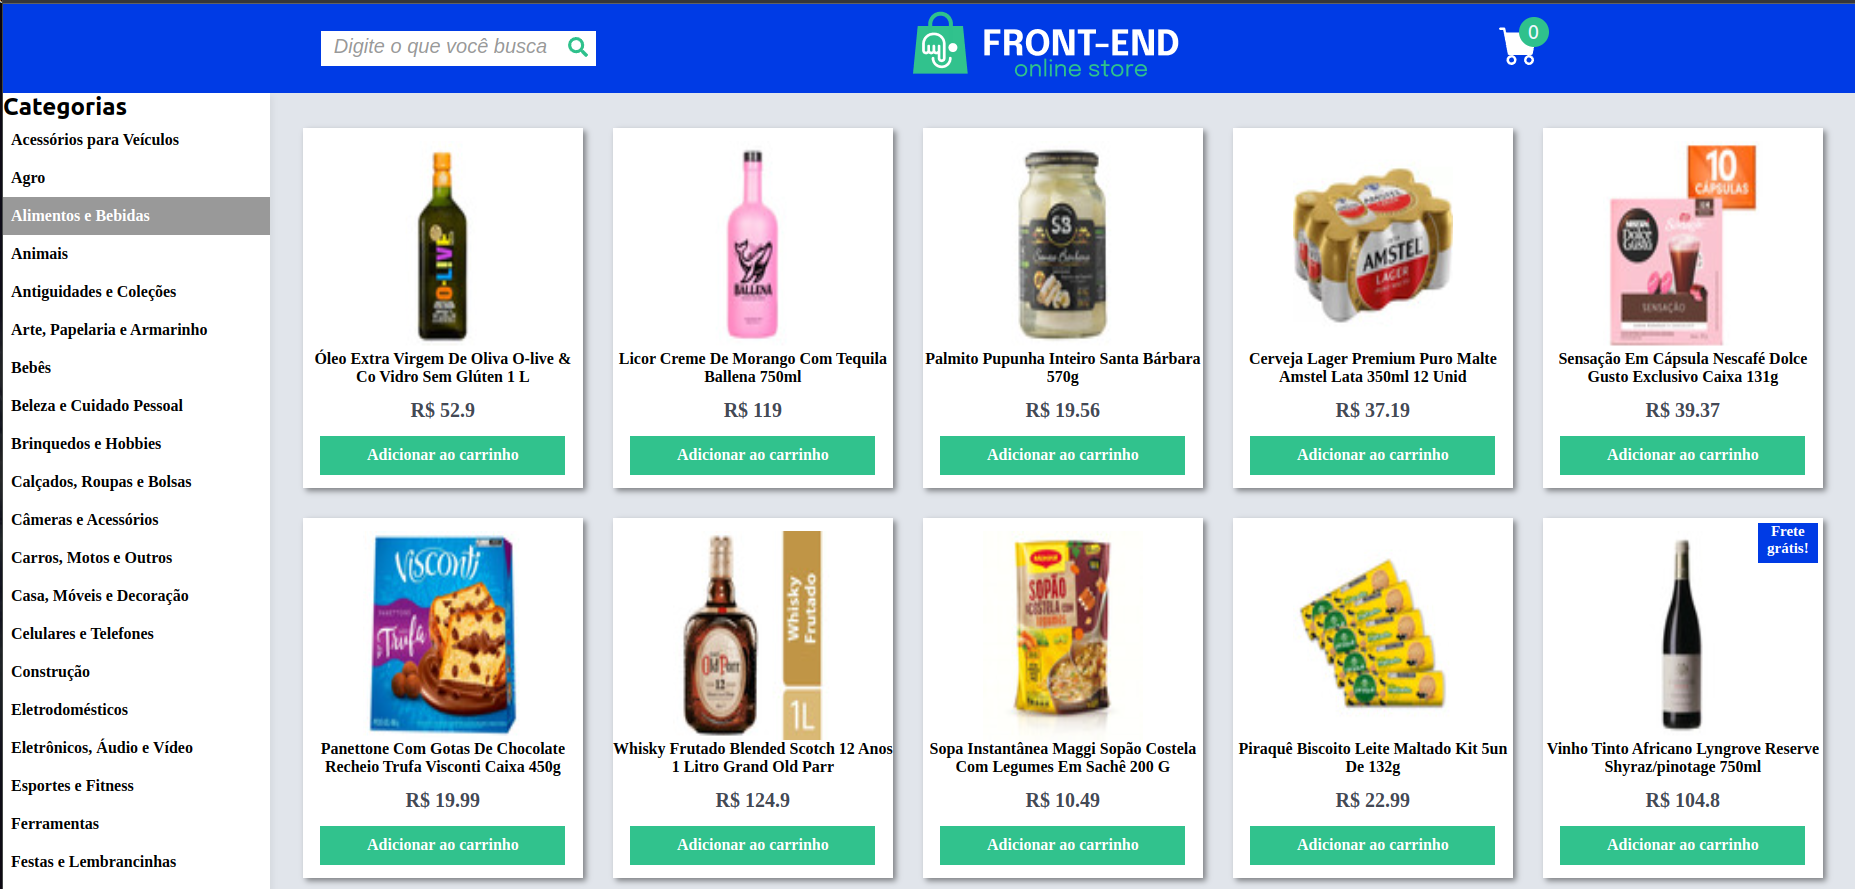 Digite o que você busca
FRONT-END
online store
0
Categorias
Acessórios para Veículos
Agro
Alimentos e Bebidas
Animais
Antiguidades e Coleções
Arte, Papelaria e Armarinho
Bebês
Beleza e Cuidado Pessoal
Brinquedos e Hobbies
Calçados, Roupas e Bolsas
Câmeras e Acessórios
Carros, Motos e Outros
Casa, Móveis e Decoração
Celulares e Telefones
Construção
Eletrodomésticos
Eletrônicos, Áudio e Vídeo
Esportes e Fitness
Ferramentas
Festas e Lembrancinhas
O-LIVE
Óleo Extra Virgem De Oliva O-live &
Co Vidro Sem Glúten 1 L
R$ 52.9
Adicionar ao carrinho
BALLENA
Licor Creme De Morango Com Tequila
Ballena 750ml
R$ 119
Adicionar ao carrinho
SB
Santa Bárbara
Palmito Pupunha Inteiro Santa Bárbara
570g
R$ 19.56
Adicionar ao carrinho
AMSTEL
LAGER
Cerveja Lager Premium Puro Malte
Amstel Lata 350ml 12 Unid
R$ 37.19
Adicionar ao carrinho
10
CÁPSULAS
NESCAFÉ
Dolce
Gusto
Sensação
SENSAÇÃO
Sensação Em Cápsula Nescafé Dolce
Gusto Exclusivo Caixa 131g
R$ 39.37
Adicionar ao carrinho
Visconti
PANETTONE
Trufa
Panettone Com Gotas De Chocolate
Recheio Trufa Visconti Caixa 450g
R$ 19.99
Adicionar ao carrinho
Old Parr
12
Whisky
Frutado
1L
Whisky Frutado Blended Scotch 12 Anos
1 Litro Grand Old Parr
R$ 124.9
Adicionar ao carrinho
MAGGI
SOPÃO
COSTELA COM
legumes
Sopa Instantânea Maggi Sopão Costela
Com Legumes Em Sachê 200 G
R$ 10.49
Adicionar ao carrinho
Piraquê Biscoito Leite Maltado Kit 5un
De 132g
R$ 22.99
Adicionar ao carrinho
Frete
grátis!
Vinho Tinto Africano Lyngrove Reserve
Shyraz/pinotage 750ml
R$ 104.8
Adicionar ao carrinho